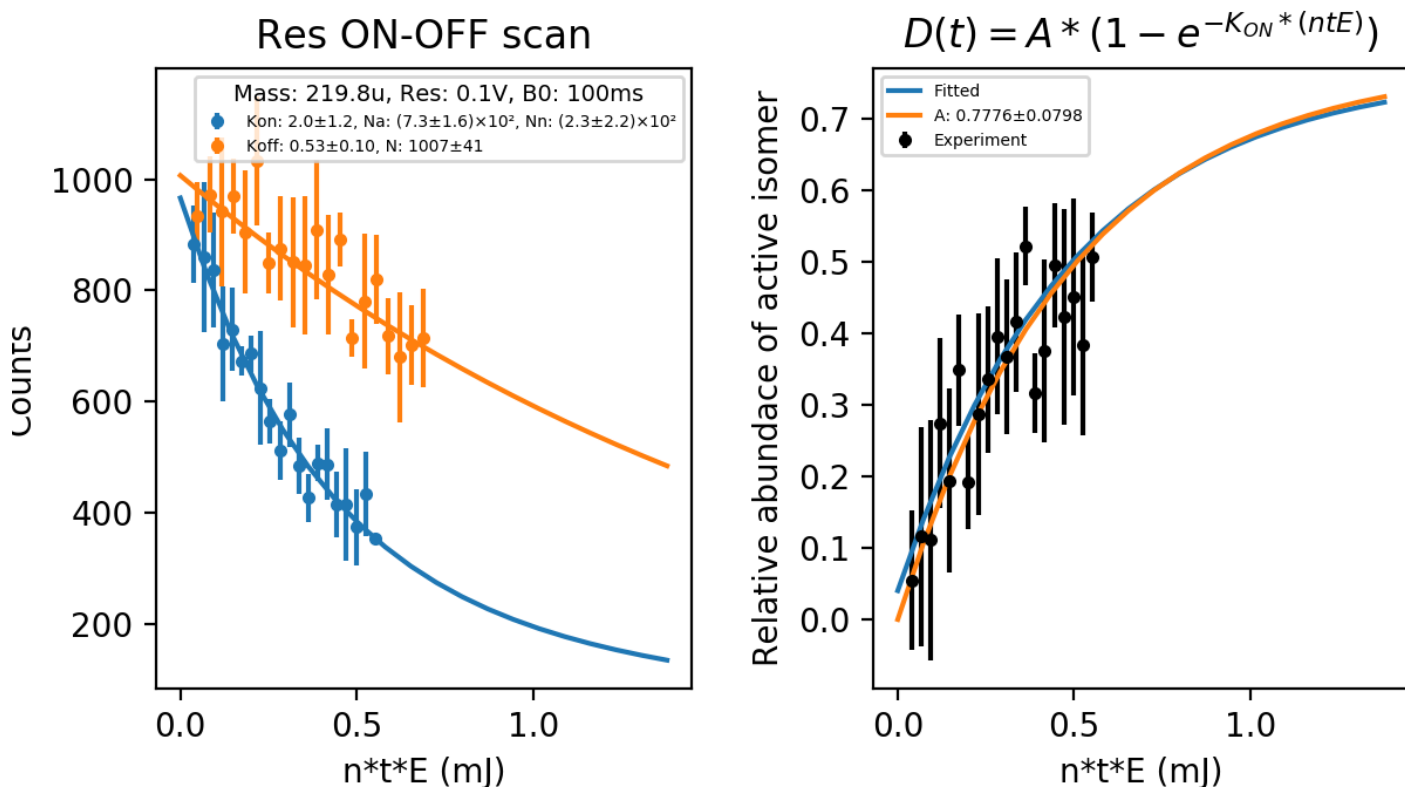 Res ON-OFF scan
Mass: 219.8u, Res: 0.1V, B0: 100ms
Kon: 2.0±1.2, Na: (7.3±1.6)×10², Nn: (2.3±2.2)×10²
Koff: 0.53±0.10, N: 1007±41
Counts
1000
800
600
400
200
0.0 0.5 1.0
n*t*E (mJ)
D(t) = A * (1 − e^{−K_{ON} * (ntE)})
Fitted
A: 0.7776±0.0798
Experiment
Relative abundace of active isomer
0.7
0.6
0.5
0.4
0.3
0.2
0.1
0.0
0.0 0.5 1.0
n*t*E (mJ)